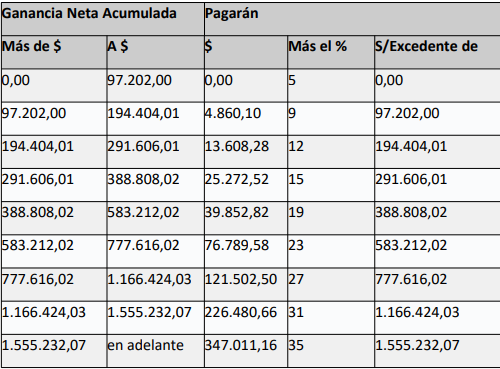 Ganancia Neta Acumulada Pagarán
Más de $ A $ $ Más el % S/Excedente de
0,00 97.202,00 0,00 5 0,00
97.202,00 194.404,01 4.860,10 9 97.202,00
194.404,01 291.606,01 13.608,28 12 194.404,01
291.606,01 388.808,02 25.272,52 15 291.606,01
388.808,02 583.212,02 39.852,82 19 388.808,02
583.212,02 777.616,02 76.789,58 23 583.212,02
777.616,02 1.166.424,03 121.502,50 27 777.616,02
1.166.424,03 1.555.232,07 226.480,66 31 1.166.424,03
1.555.232,07 en adelante 347.011,16 35 1.555.232,07